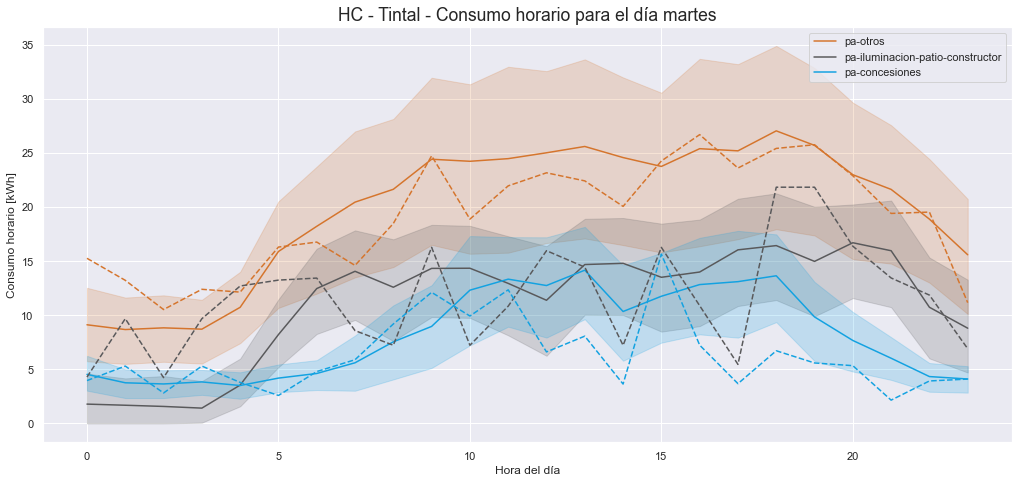 HC - Tintal - Consumo horario para el día martes
pa-otros
pa-iluminacion-patio-constructor
pa-concesiones
Consumo horario [kWh]
35
30
25
20
15
10
5
0
0 5 10 15 20
Hora del día